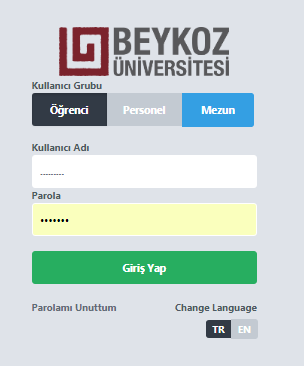 BEYKOZ
ÜNİVERSİTESİ
Kullanıcı Grubu
Öğrenci Personel Mezun
Kullanıcı Adı
.........
Parola
•••••••
Giriş Yap
Parolamı Unuttum Change Language
TR EN